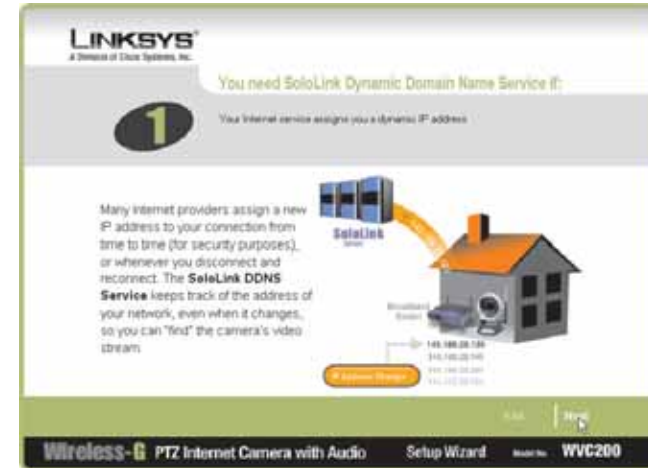 LINKSYS®
A Division of Cisco Systems, Inc.
You need SoloLink Dynamic Domain Name Service if:
1
Your Internet service assigns you a dynamic IP address
Many Internet providers assign a new
IP address to your connection from
time to time (for security purposes),
or whenever you disconnect and
reconnect. The SoloLink DDNS
Service keeps track of the address of
your network, even when it changes,
so you can "find" the camera's video
stream.
SoloLink
Server
Broadband
Router
IP Address Change
Exit
Next
Wireless-G PTZ Internet Camera with Audio
Setup Wizard
Model No.
WVC200